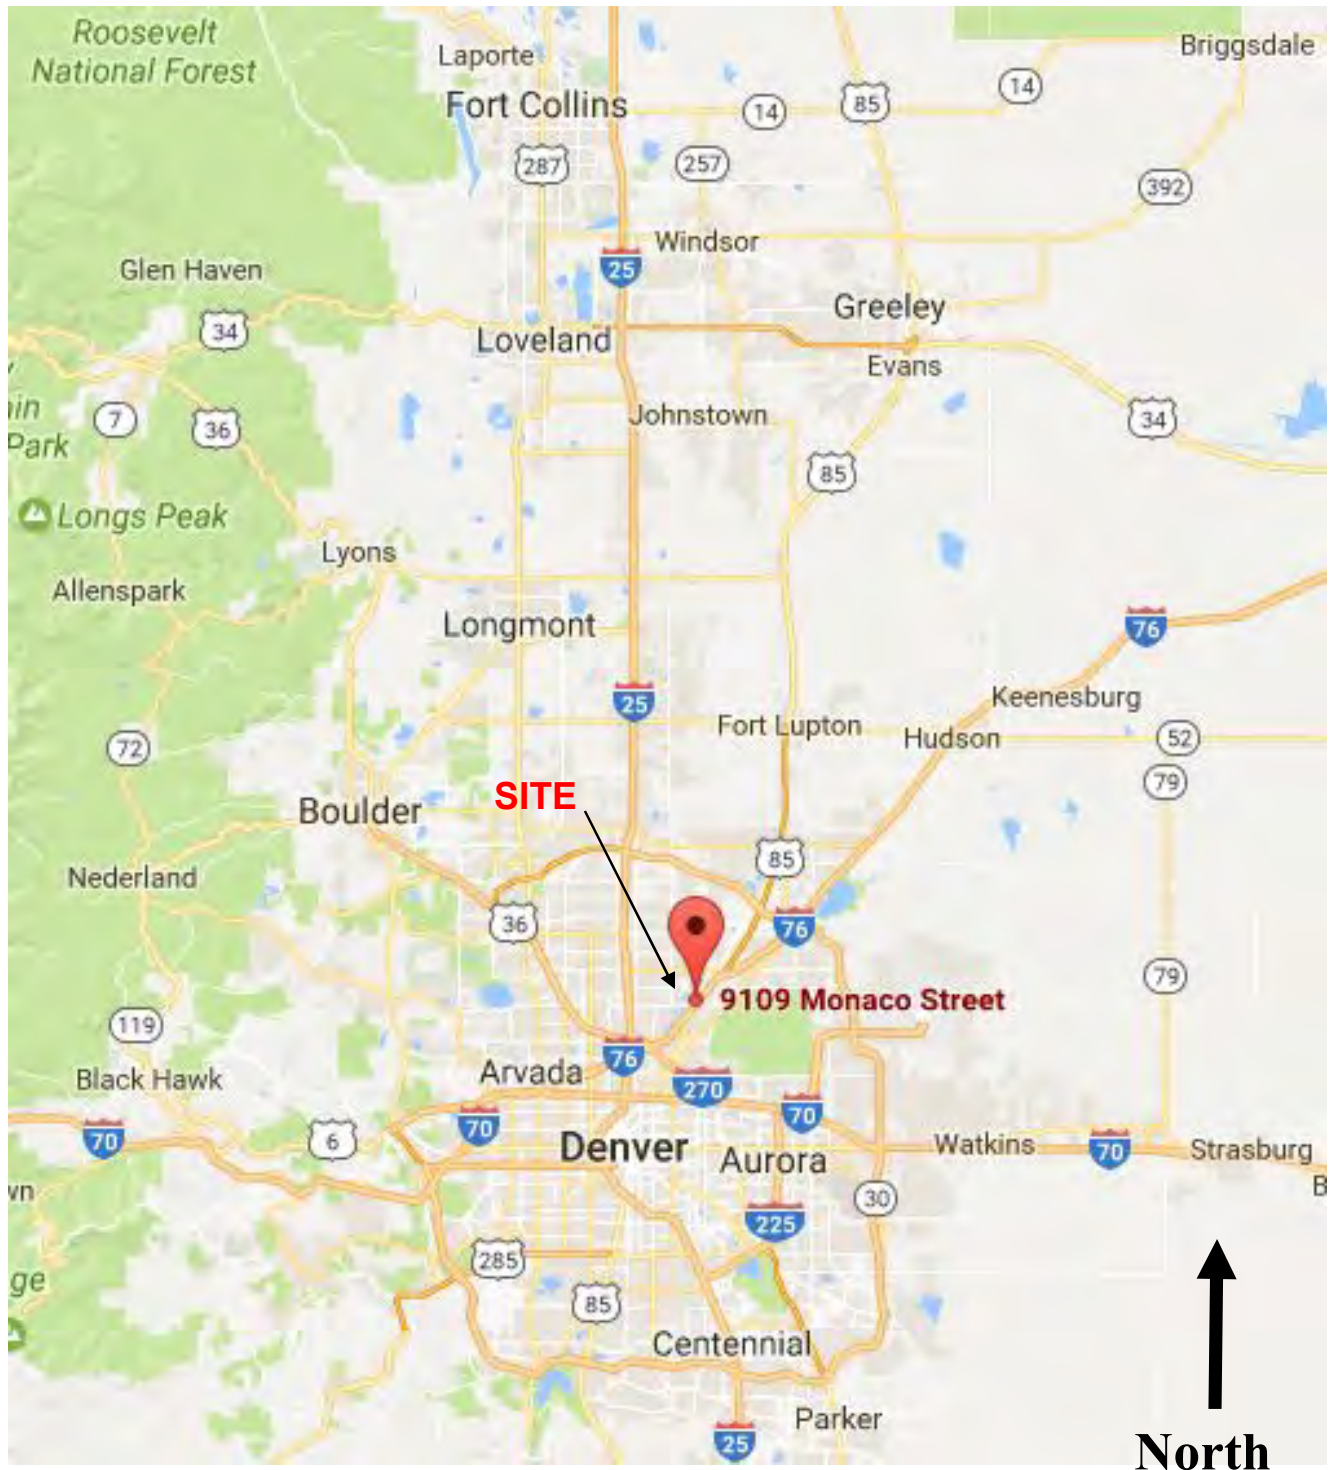 Roosevelt
National Forest
Laporte
Briggsdale
Fort Collins
14
85
14
287
257
392
Windsor
Glen Haven
25
34
Greeley
Loveland
Evans
7
36
Johnstown
34
Park
85
Longs Peak
Lyons
Allenspark
Longmont
76
25
Keenesburg
Fort Lupton
Hudson
52
72
79
SITE
Boulder
85
Nederland
36
76
79
9109 Monaco Street
119
76
Arvada
270
Black Hawk
70
70
70
6
Denver
Aurora
Watkins
70
Strasburg
30
225
285
85
Centennial
Parker
25
North